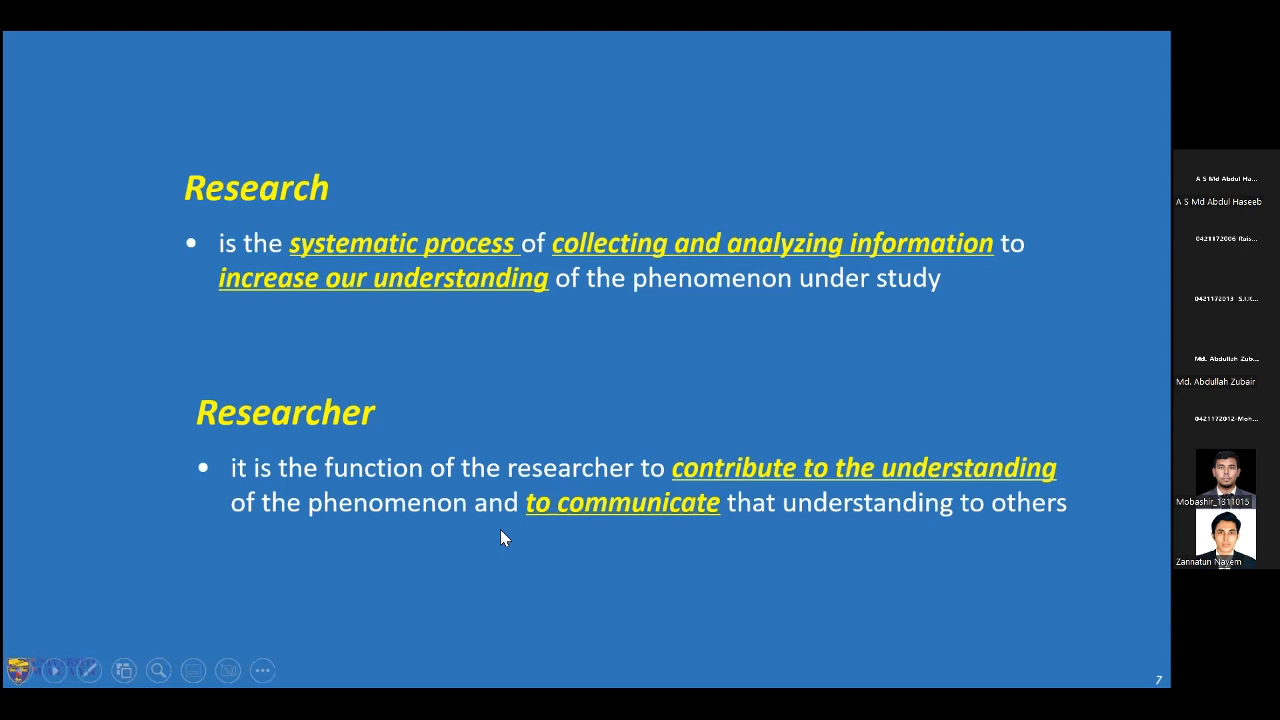 Research
• is the systematic process of collecting and analyzing information to
increase our understanding of the phenomenon under study
Researcher
• it is the function of the researcher to contribute to the understanding
of the phenomenon and to communicate that understanding to others
7
A S Md Abdul Ha...
A S Md Abdul Haseeb
0421172006 Rais...
0421172013 S.I.K...
Md. Abdullah Zub...
Md. Abdullah Zubair
0421172012-Moh...
Mobashir_1811015
Zannatun Nayem